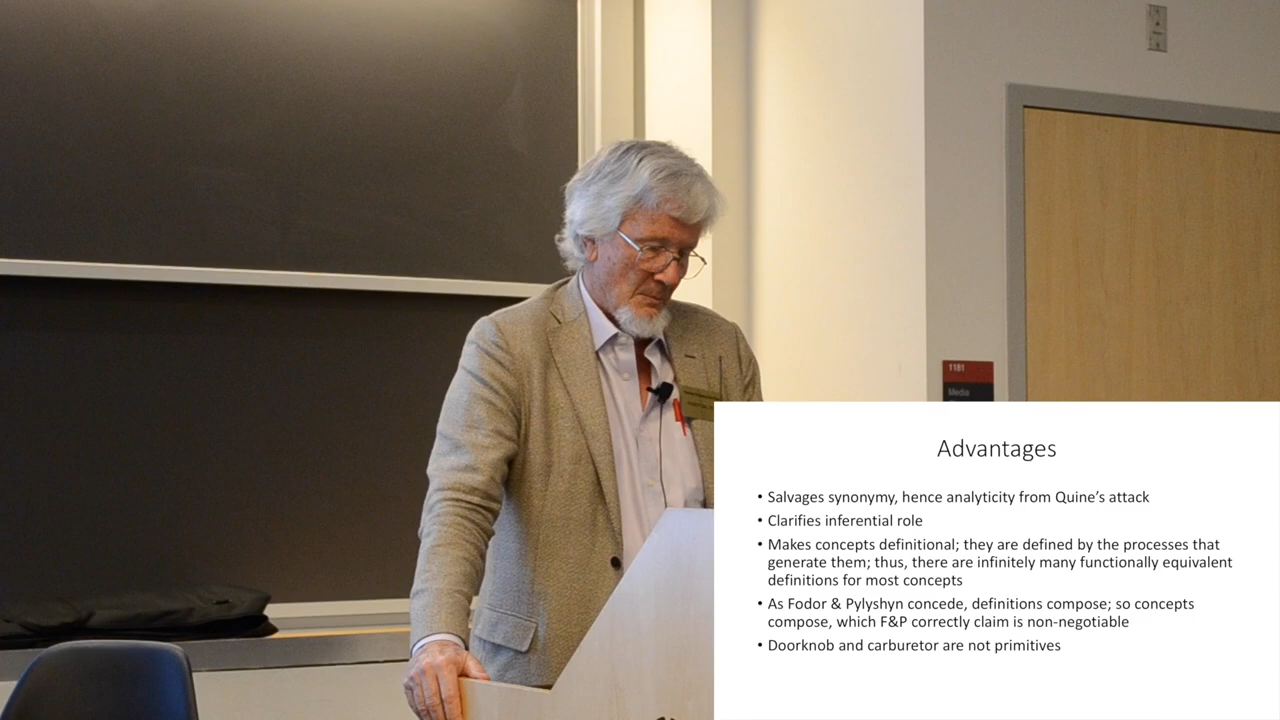 1181
Media
Advantages
• Salvages synonymy, hence analyticity from Quine's attack
• Clarifies inferential role
• Makes concepts definitional; they are defined by the processes that
generate them; thus, there are infinitely many functionally equivalent
definitions for most concepts
• As Fodor & Pylyshyn concede, definitions compose; so concepts
compose, which F&P correctly claim is non-negotiable
• Doorknob and carburetor are not primitives